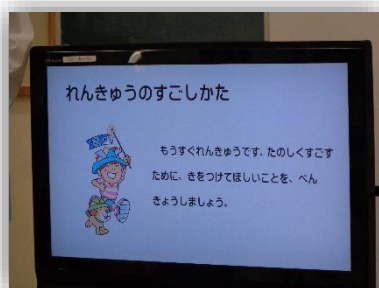 れんきゅうのすごしかた
もうすぐれんきゅうです。たのしくすごす
ために、きをつけてほしいことを、べん
きょうしましょう。